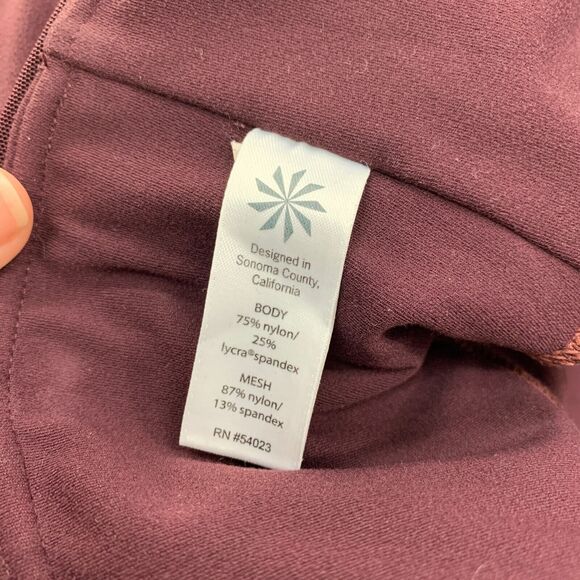 Designed in
Sonoma County,
California
BODY
75% nylon/
25%
lycra®spandex
MESH
87% nylon/
13% spandex
RN #54023